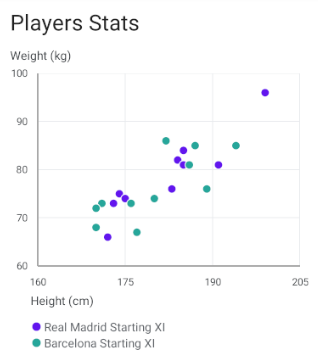 Players Stats
Weight (kg)
100
90
80
70
60
160 175 190 205
Height (cm)
Real Madrid Starting XI
Barcelona Starting XI